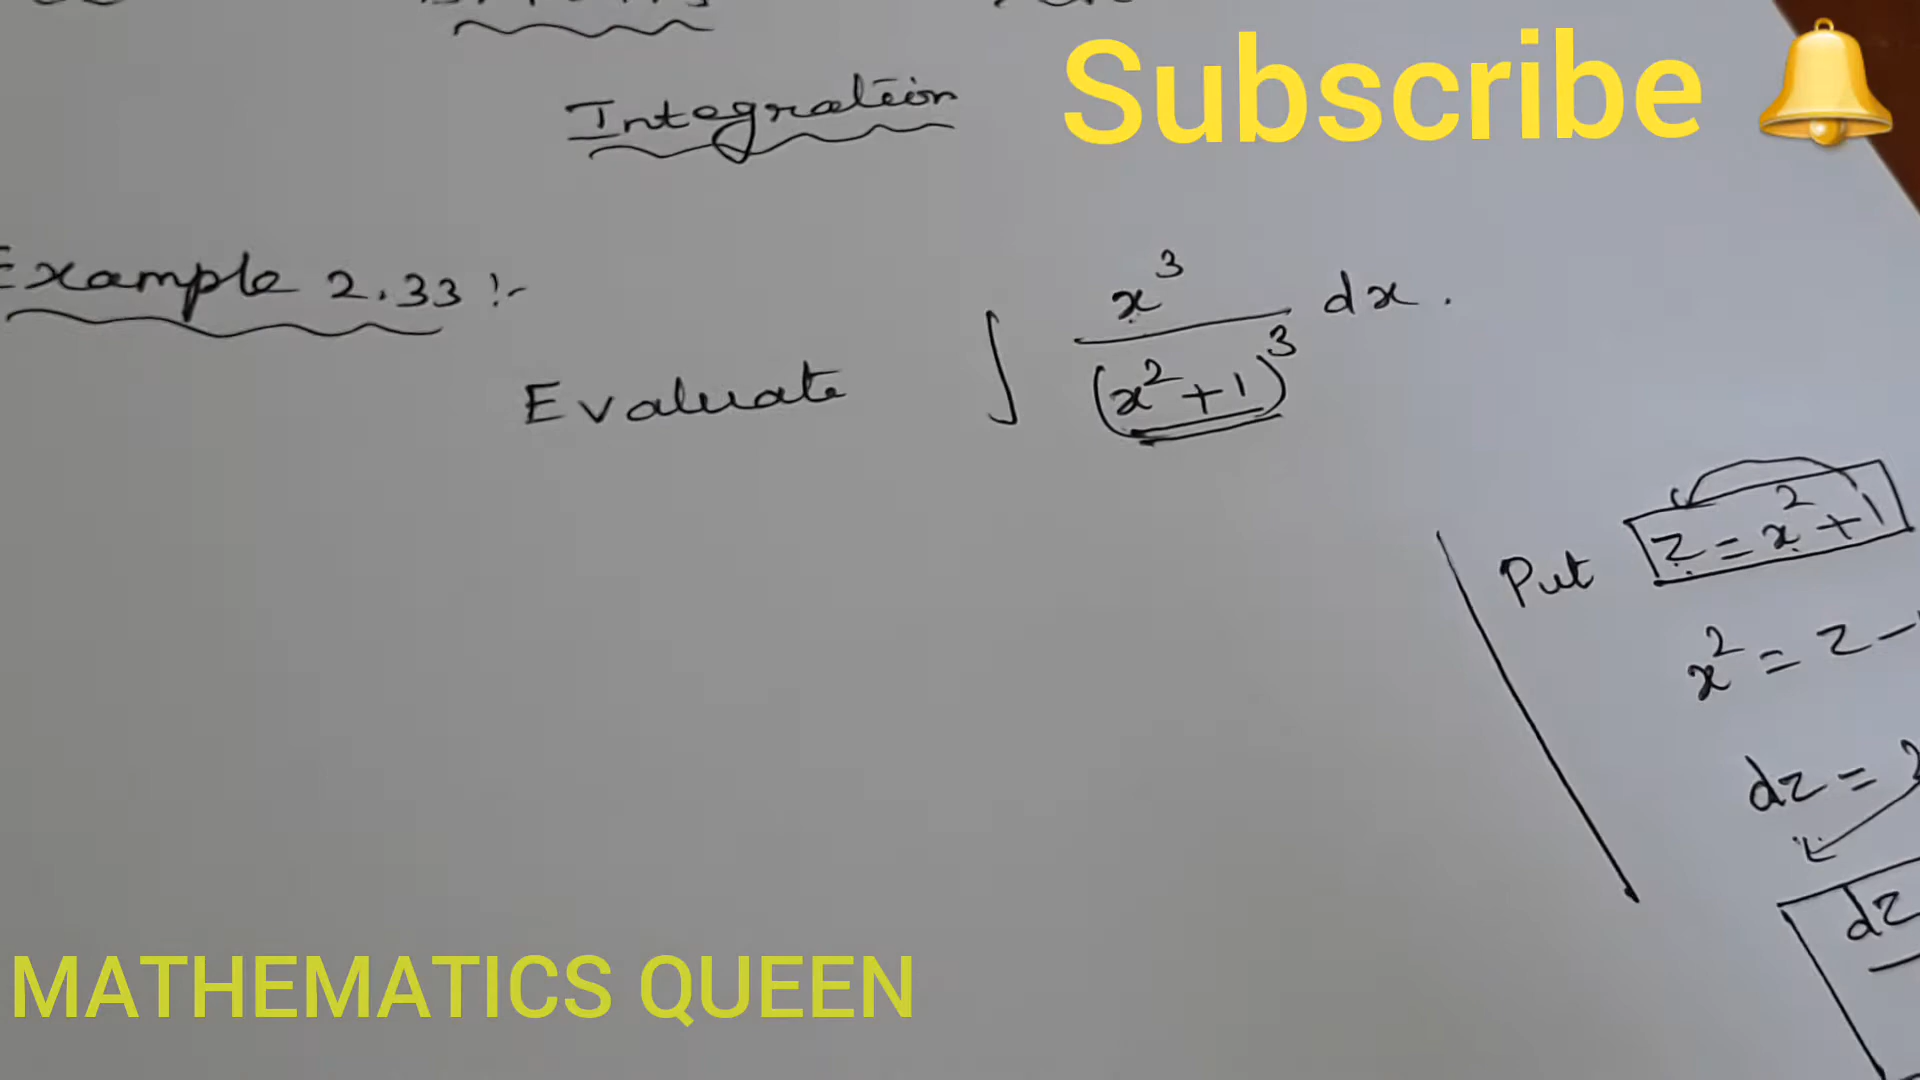 Subscribe 🔔
Integration
Example 2.33 :-
Evaluate ∫ x³/(x²+1)³ dx.
Put z = x²+1
x² = z -
dz =
dz
MATHEMATICS QUEEN